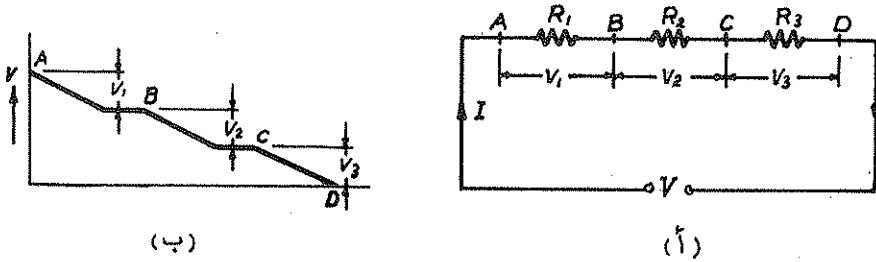 A R₁ B R₂ C R₃ D
V₁ V₂ V₃
I
V
(أ)
V
A
V₁
B
V₂
C
V₃
D
(ب)